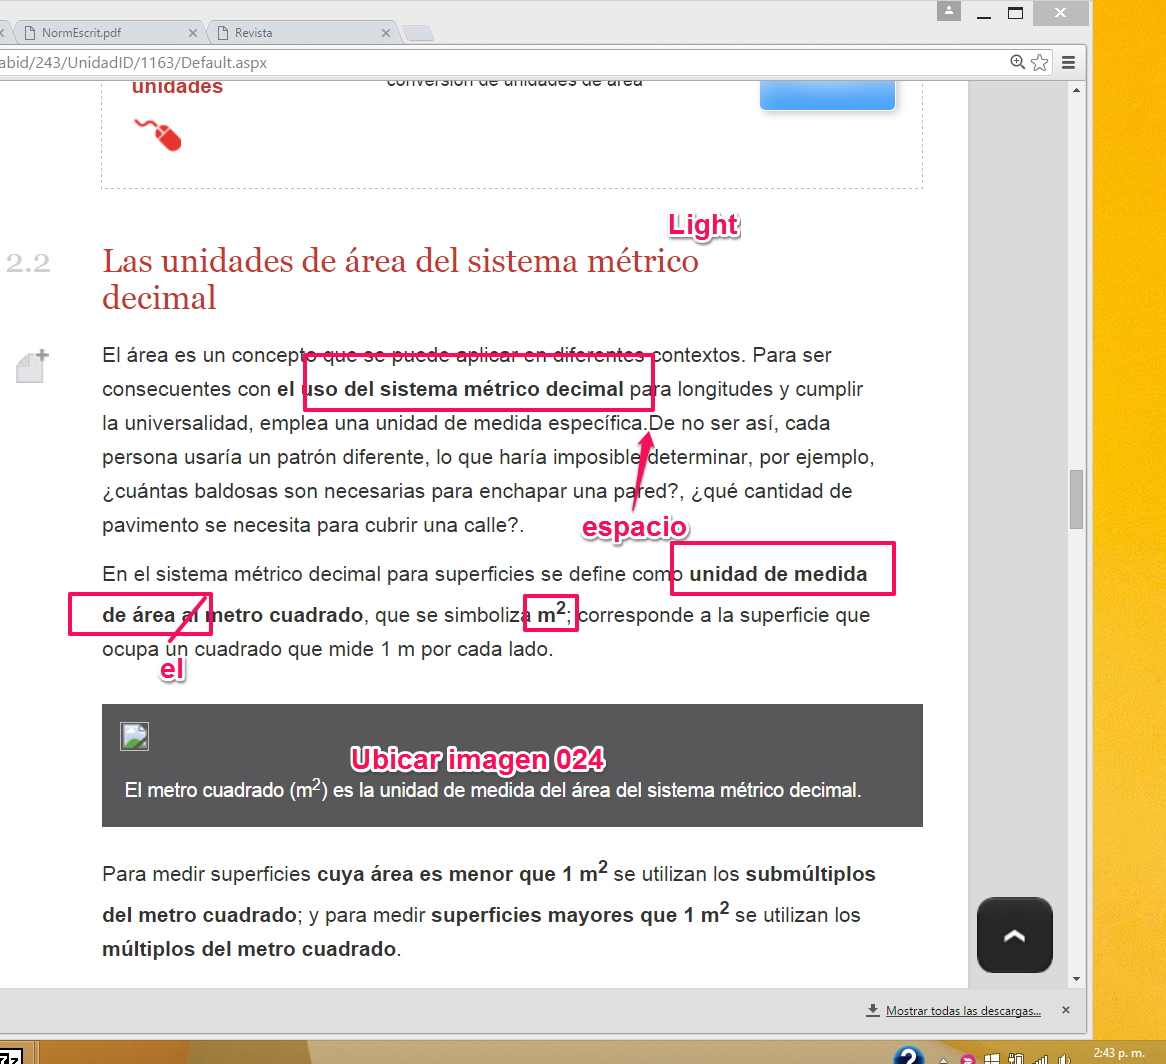 NormEscrit.pdf
Revista
abid/243/UnidadID/1163/Default.aspx
unidades
conversión de unidades de área
Light
2.2
Las unidades de área del sistema métrico
decimal
El área es un concepto que se puede aplicar en diferentes contextos. Para ser
consecuentes con el uso del sistema métrico decimal para longitudes y cumplir
la universalidad, emplea una unidad de medida específica.De no ser así, cada
persona usaría un patrón diferente, lo que haría imposible determinar, por ejemplo,
¿cuántas baldosas son necesarias para enchapar una pared?, ¿qué cantidad de
pavimento se necesita para cubrir una calle?.
espacio
En el sistema métrico decimal para superficies se define como unidad de medida
de área al metro cuadrado, que se simboliza m²; corresponde a la superficie que
ocupa un cuadrado que mide 1 m por cada lado.
el
Ubicar imagen 024
El metro cuadrado (m²) es la unidad de medida del área del sistema métrico decimal.
Para medir superficies cuya área es menor que 1 m² se utilizan los submúltiplos
del metro cuadrado; y para medir superficies mayores que 1 m² se utilizan los
múltiplos del metro cuadrado.
Mostrar todas las descargas...
7z
2:43 p. m.